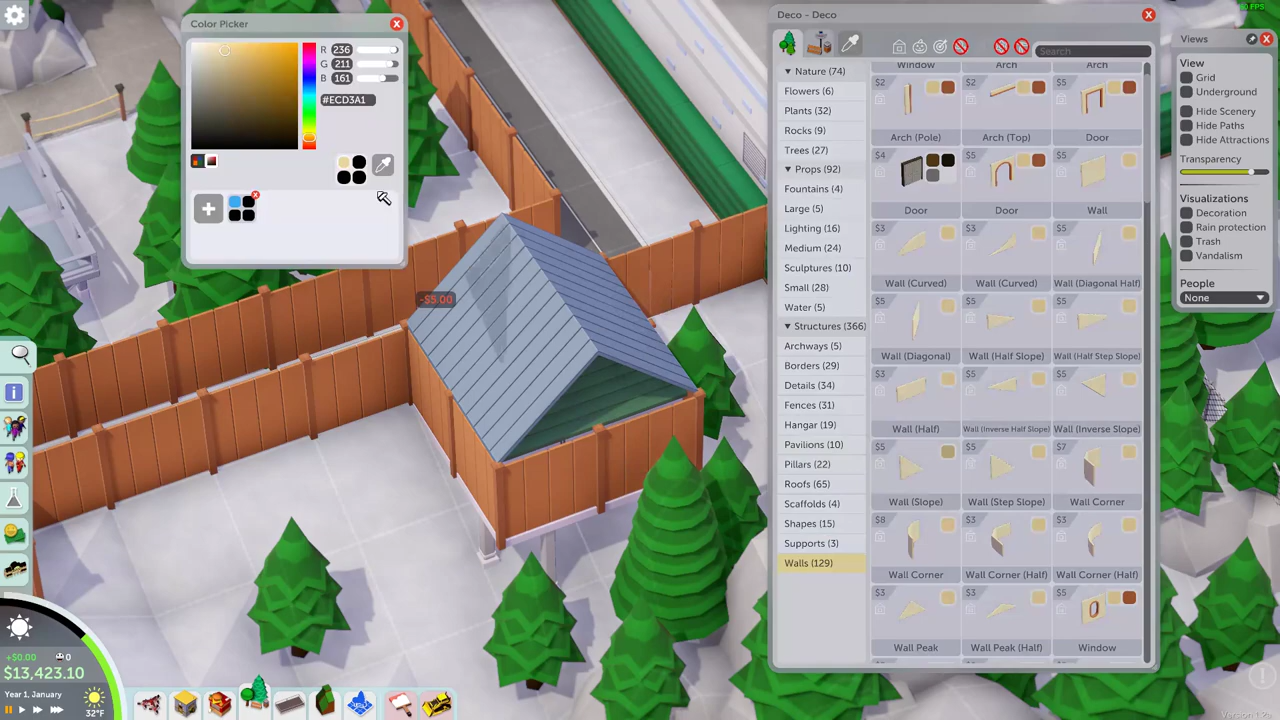 60 FPS
Color Picker
R 236
G 211
B 161
#ECD3A1
-$5.00
Deco - Deco
Search
Nature (74)
Flowers (6)
Plants (32)
Rocks (9)
Trees (27)
Props (92)
Fountains (4)
Large (5)
Lighting (16)
Medium (24)
Sculptures (10)
Small (28)
Water (5)
Structures (366)
Archways (5)
Borders (29)
Details (34)
Fences (31)
Hangar (19)
Pavilions (10)
Pillars (22)
Roofs (65)
Scaffolds (4)
Shapes (15)
Supports (3)
Walls (129)
Window Arch Arch
$2 $2 $5
Arch (Pole) Arch (Top) Door
$4 $5 $5
Door Door Wall
$3 $3 $5
Wall (Curved) Wall (Curved) Wall (Diagonal Half)
$5 $5 $5
Wall (Diagonal) Wall (Half Slope) Wall (Half Step Slope)
$3 $3 $5
Wall (Half) Wall (Inverse Half Slope) Wall (Inverse Slope)
$5 $5 $7
Wall (Slope) Wall (Step Slope) Wall Corner
$8 $3 $3
Wall Corner Wall Corner (Half) Wall Corner (Half)
$3 $3 $5
Wall Peak Wall Peak (Half) Window
Views
View
Grid
Underground
Hide Scenery
Hide Paths
Hide Attractions
Transparency
Visualizations
Decoration
Rain protection
Trash
Vandalism
People
None
+$0.00 0
$13,423.10
Year 1, January
32°F